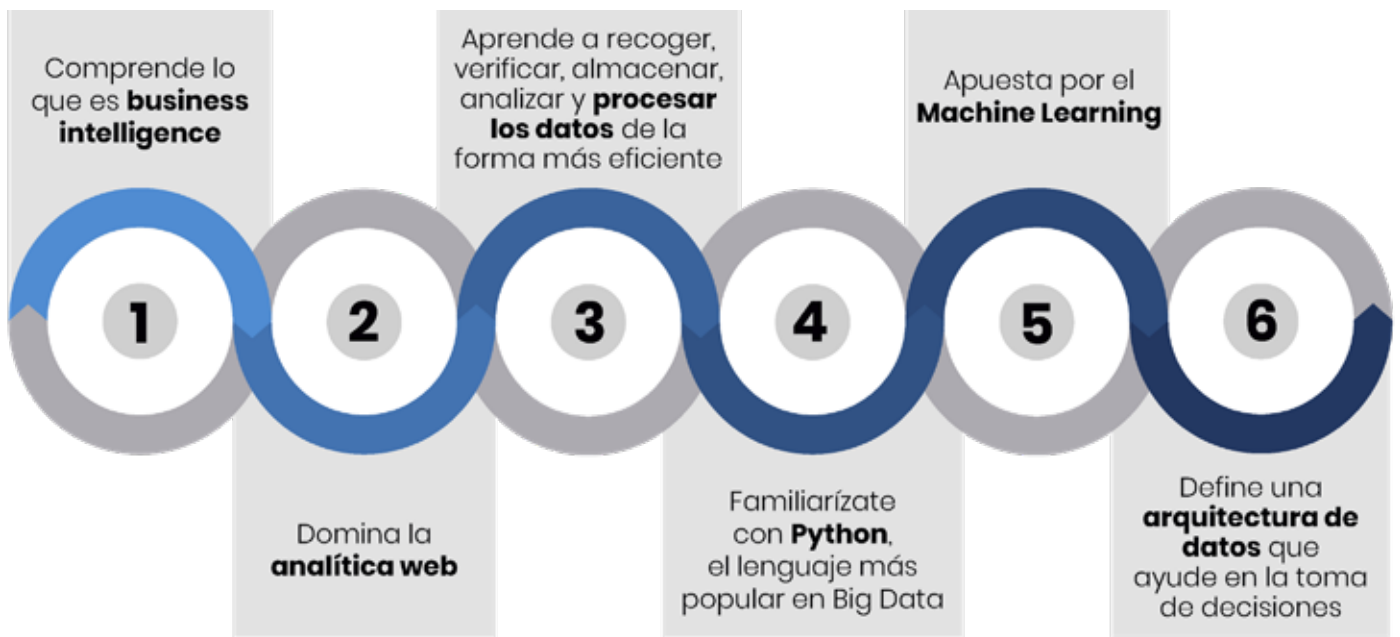 Comprende lo
que es business
intelligence
1
Domina la
analítica web
2
Aprende a recoger,
verificar, almacenar,
analizar y procesar
los datos de la
forma más eficiente
3
Familiarízate
con Python,
el lenguaje más
popular en Big Data
4
Apuesta por el
Machine Learning
5
Define una
arquitectura de
datos que
ayude en la toma
de decisiones
6